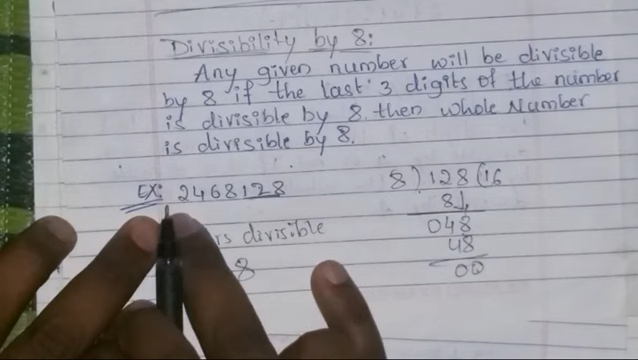 Divisibility by 8:
Any given number will be divisible
by 8 if the last 3 digits of the number
is divisible by 8 then whole Number
is divisible by 8.
Ex: 2468128
is divisible
8
8)128(16
8↓
048
48
00